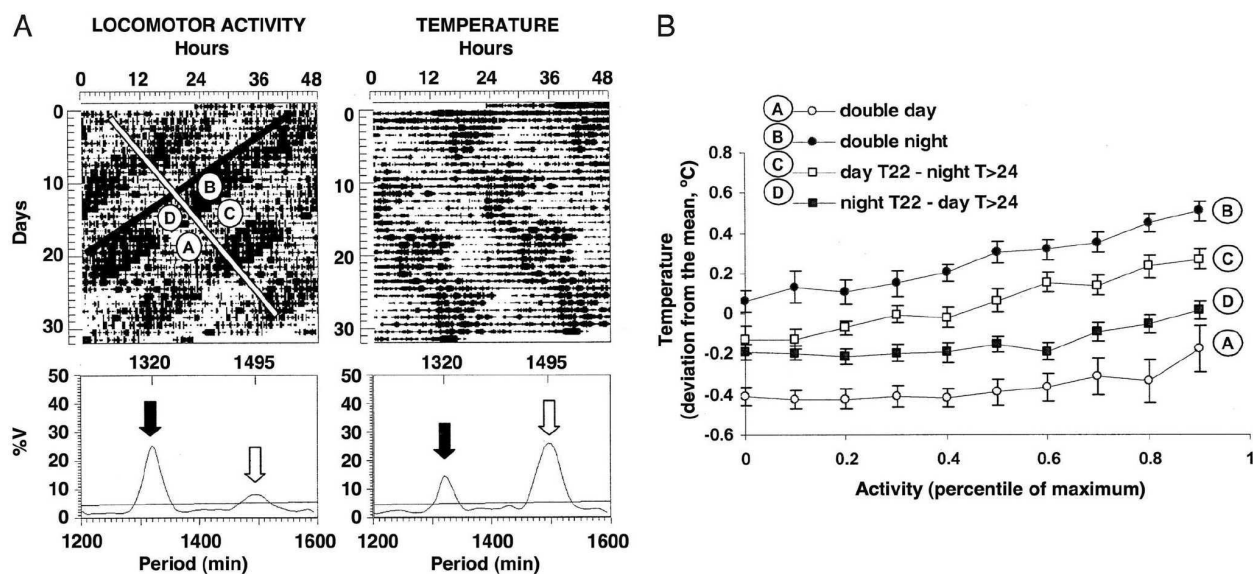 A
LOCOMOTOR ACTIVITY
Hours
0 12 24 36 48
Days
0
10
20
30
B
C
D
A
TEMPERATURE
Hours
0 12 24 36 48
0
10
20
30
1320 1495
%V
50
40
30
20
10
0
1200 1400 1600
Period (min)
1320 1495
50
40
30
20
10
0
1200 1400 1600
Period (min)
B
A double day
B double night
C day T22 - night T>24
D night T22 - day T>24
Temperature
(deviation from the mean, °C)
0.8
0.6
0.4
0.2
0
-0.2
-0.4
-0.6
B
C
D
A
0 0.2 0.4 0.6 0.8 1
Activity (percentile of maximum)